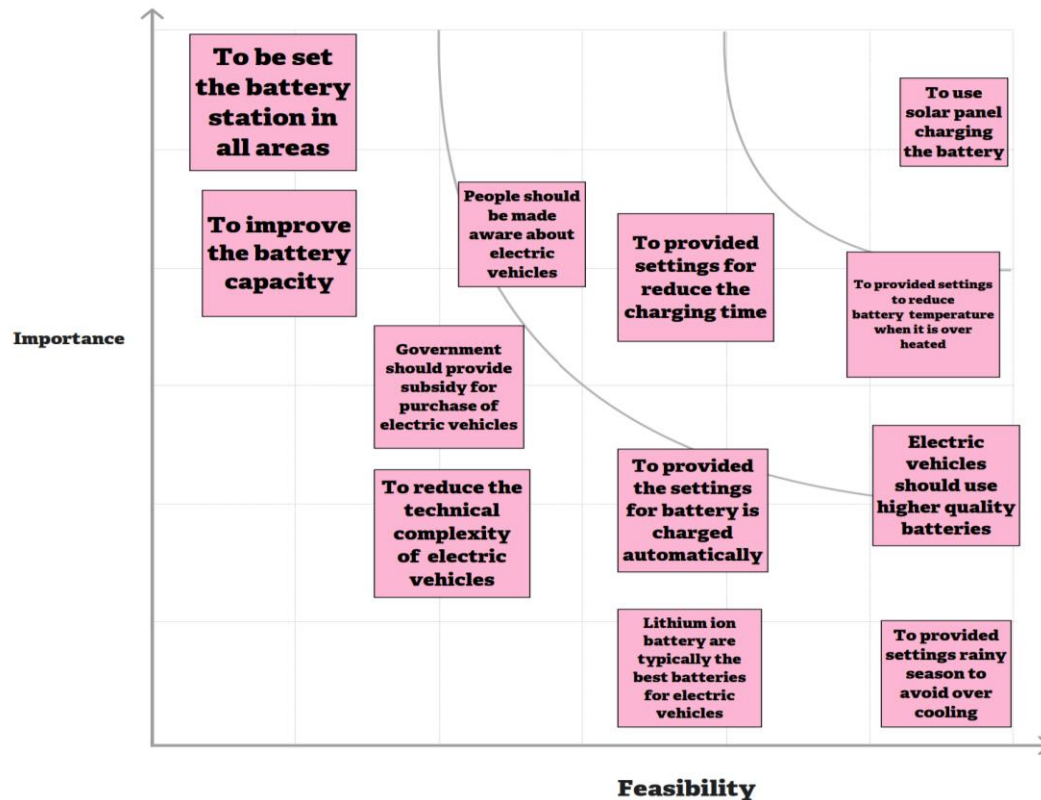 To be set
the battery
station in
all areas
To use
solar panel
charging
the battery
To improve
the battery
capacity
People should
be made
aware about
electric
vehicles
To provided
settings for
reduce the
charging time
To provided settings
to reduce
battery temperature
when it is over
heated
Importance
Government
should provide
subsidy for
purchase of
electric vehicles
To reduce the
technical
complexity
of electric
vehicles
To provided
the settings
for battery is
charged
automatically
Electric
vehicles
should use
higher quality
batteries
Lithium ion
battery are
typically the
best batteries
for electric
vehicles
To provided
settings rainy
season to
avoid over
cooling
Feasibility